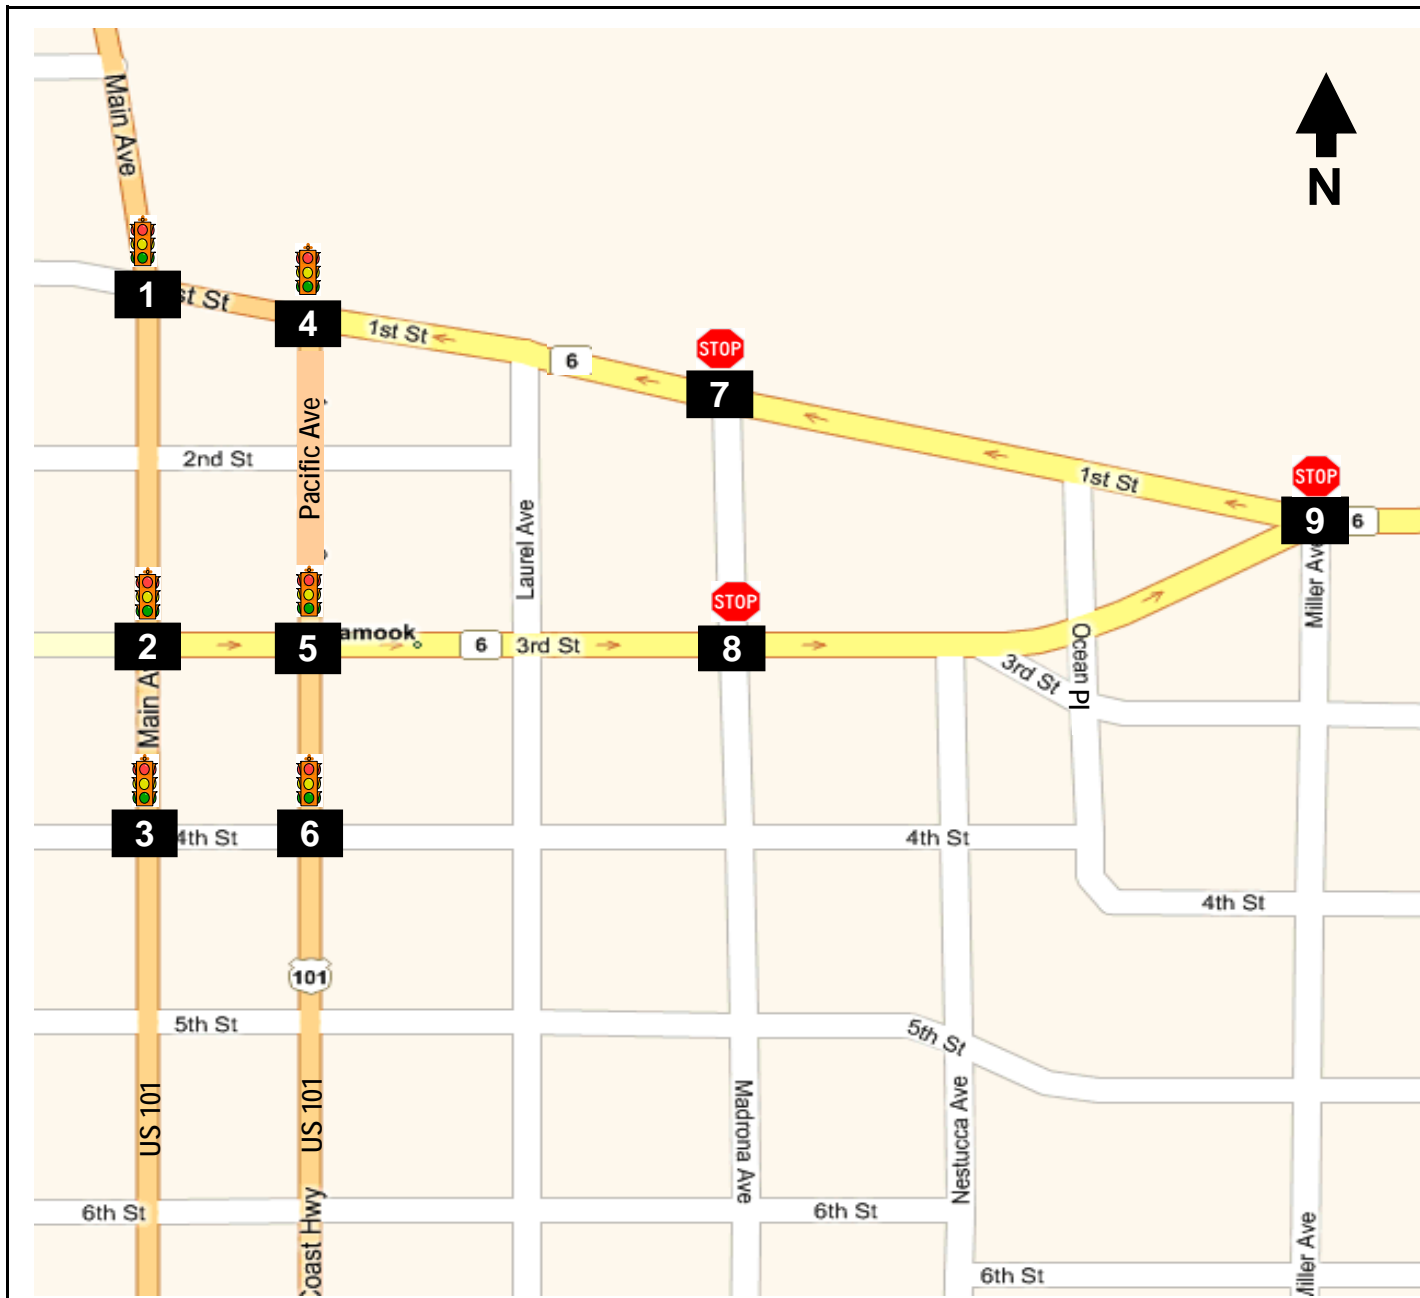 Main Ave
N
1
st St
4
1st St
6
STOP
7
Pacific Ave
2nd St
Laurel Ave
1st St
STOP
9
6
Miller Ave
2
Main A
5
amook
6
3rd St
STOP
8
3rd St
Ocean Pl
3
4th St
6
4th St
4th St
101
5th St
5th St
US 101
US 101
Madrona Ave
Nestucca Ave
6th St
Coast Hwy
6th St
6th St
Miller Ave